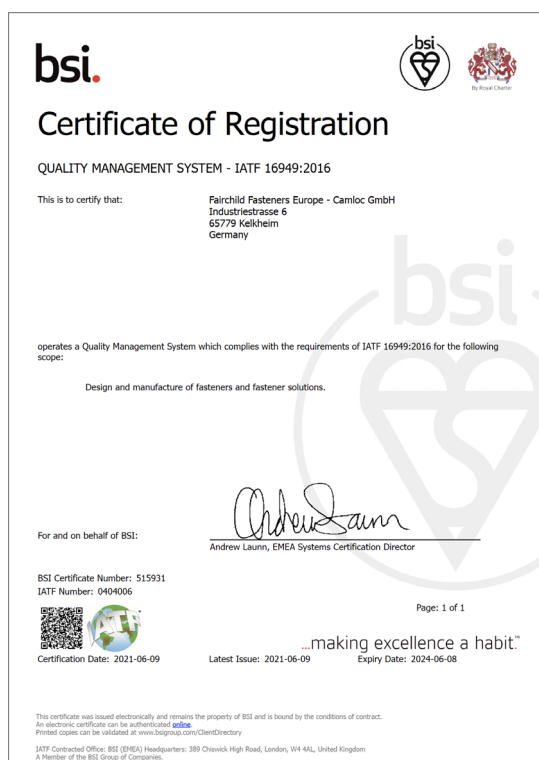 bsi.
bsi
By Royal Charter
Certificate of Registration
QUALITY MANAGEMENT SYSTEM - IATF 16949:2016
This is to certify that:
Fairchild Fasteners Europe - Camloc GmbH
Industriestrasse 6
65779 Kelkheim
Germany
bsi
operates a Quality Management System which complies with the requirements of IATF 16949:2016 for the following
scope:
Design and manufacture of fasteners and fastener solutions.
For and on behalf of BSI:
Andrew Launn
Andrew Launn, EMEA Systems Certification Director
BSI Certificate Number: 515931
IATF Number: 0404006
IATF
Page: 1 of 1
...making excellence a habit.™
Certification Date: 2021-06-09
Latest Issue: 2021-06-09
Expiry Date: 2024-06-08
This certificate was issued electronically and remains the property of BSI and is bound by the conditions of contract.
An electronic certificate can be authenticated online.
Printed copies can be validated at www.bsigroup.com/ClientDirectory
IATF Contracted Office: BSI (EMEA) Headquarters: 389 Chiswick High Road, London, W4 4AL, United Kingdom
A Member of the BSI Group of Companies.